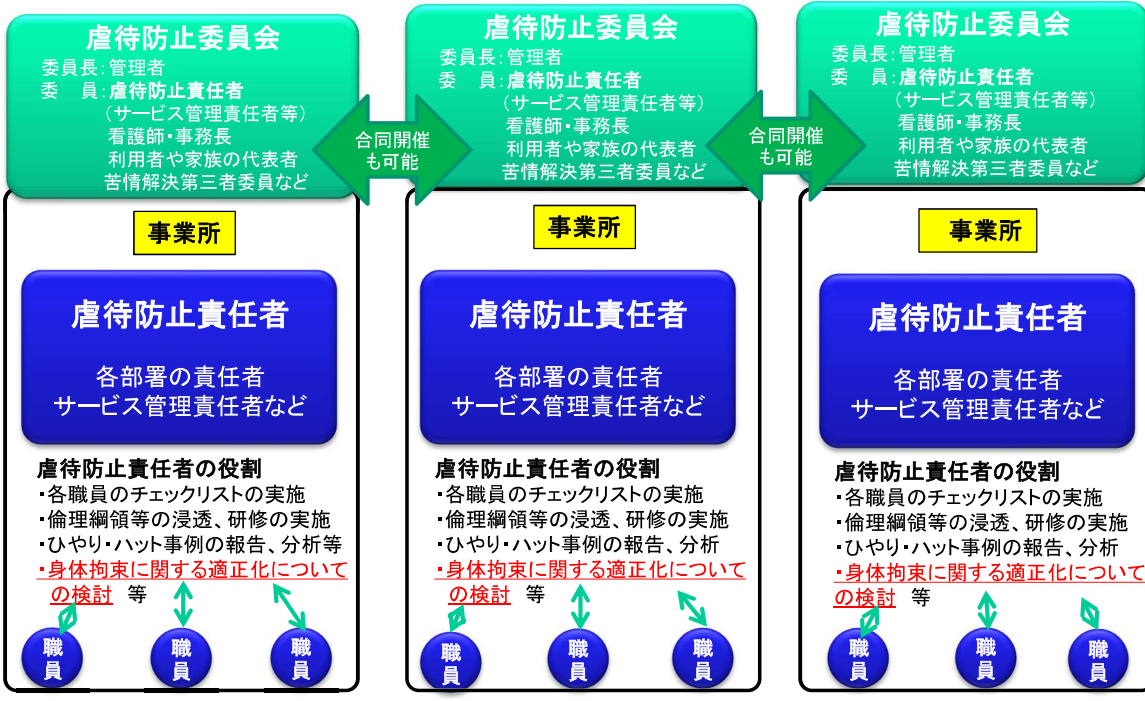 虐待防止委員会
委員長:管理者
委　員:虐待防止責任者
(サービス管理責任者等)
看護師・事務長
利用者や家族の代表者
苦情解決第三者委員など
合同開催
も可能
虐待防止委員会
委員長:管理者
委　員:虐待防止責任者
(サービス管理責任者等)
看護師・事務長
利用者や家族の代表者
苦情解決第三者委員など
合同開催
も可能
虐待防止委員会
委員長:管理者
委　員:虐待防止責任者
(サービス管理責任者等)
看護師・事務長
利用者や家族の代表者
苦情解決第三者委員など
事業所
虐待防止責任者
各部署の責任者
サービス管理責任者など
虐待防止責任者の役割
・各職員のチェックリストの実施
・倫理綱領等の浸透、研修の実施
・ひやり・ハット事例の報告、分析等
・身体拘束に関する適正化について
の検討　等
職員
職員
職員
事業所
虐待防止責任者
各部署の責任者
サービス管理責任者など
虐待防止責任者の役割
・各職員のチェックリストの実施
・倫理綱領等の浸透、研修の実施
・ひやり・ハット事例の報告、分析
・身体拘束に関する適正化について
の検討　等
職員
職員
職員
事業所
虐待防止責任者
各部署の責任者
サービス管理責任者など
虐待防止責任者の役割
・各職員のチェックリストの実施
・倫理綱領等の浸透、研修の実施
・ひやり・ハット事例の報告、分析
・身体拘束に関する適正化について
の検討　等
職員
職員
職員